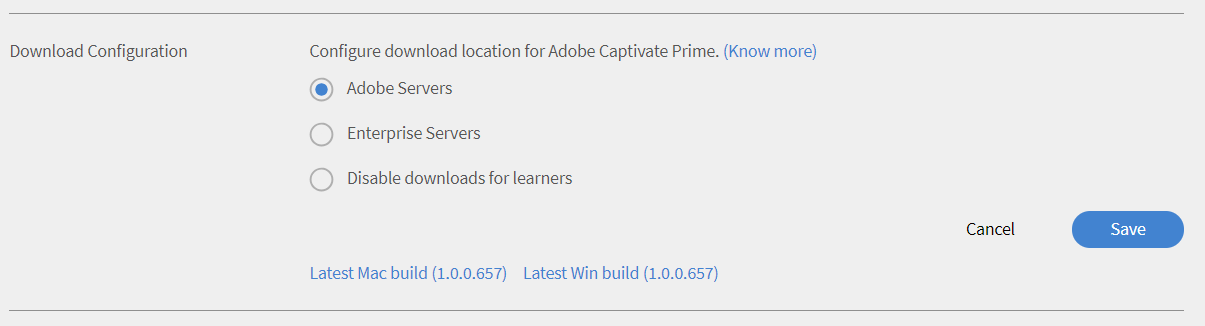 Download Configuration
Configure download location for Adobe Captivate Prime. (Know more)
Adobe Servers
Enterprise Servers
Disable downloads for learners
Cancel
Save
Latest Mac build (1.0.0.657)
Latest Win build (1.0.0.657)